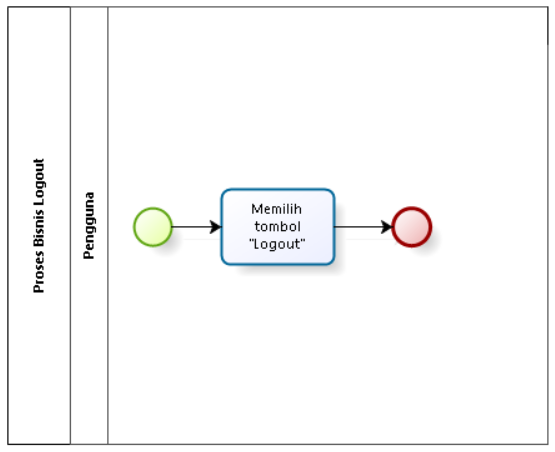 Proses Bisnis Logout
Pengguna
Memilih
tombol
"Logout"